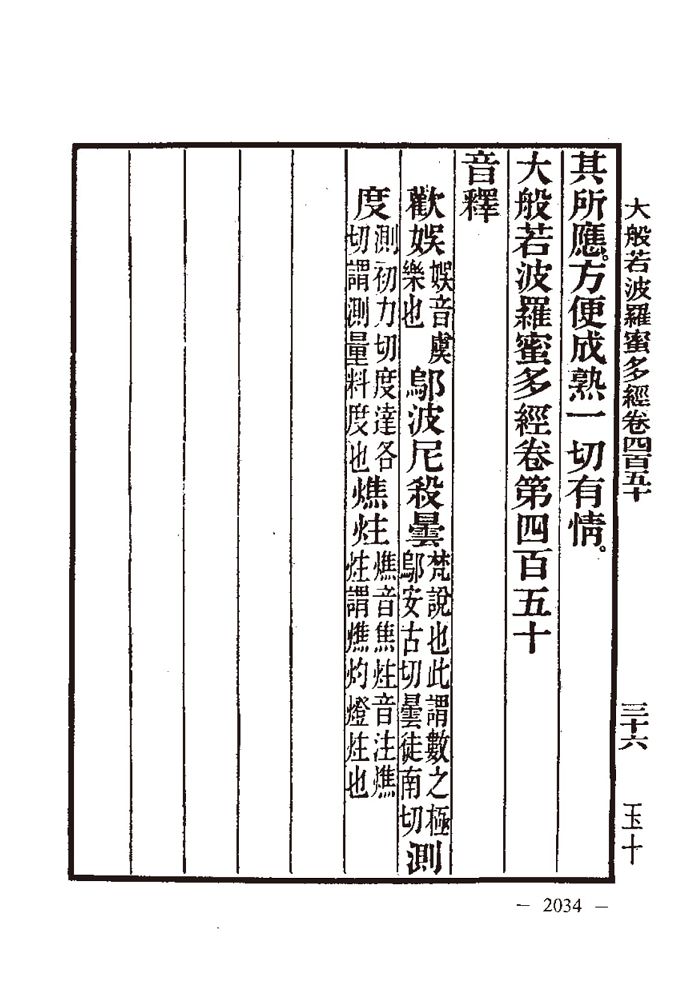 大般若波羅蜜多經卷四百五十
三十六
玉十
其所應。方便成熟一切有情。
大般若波羅蜜多經卷第四百五十
音釋
歡娛娛音虞樂也鄔波尼殺曇梵說也此謂數之極鄔安古切曇徒南切測
度測初力切度達各切謂測量料度也燋炷燋音焦炷音注燋炷謂燋灼燈炷也
— 2034 —